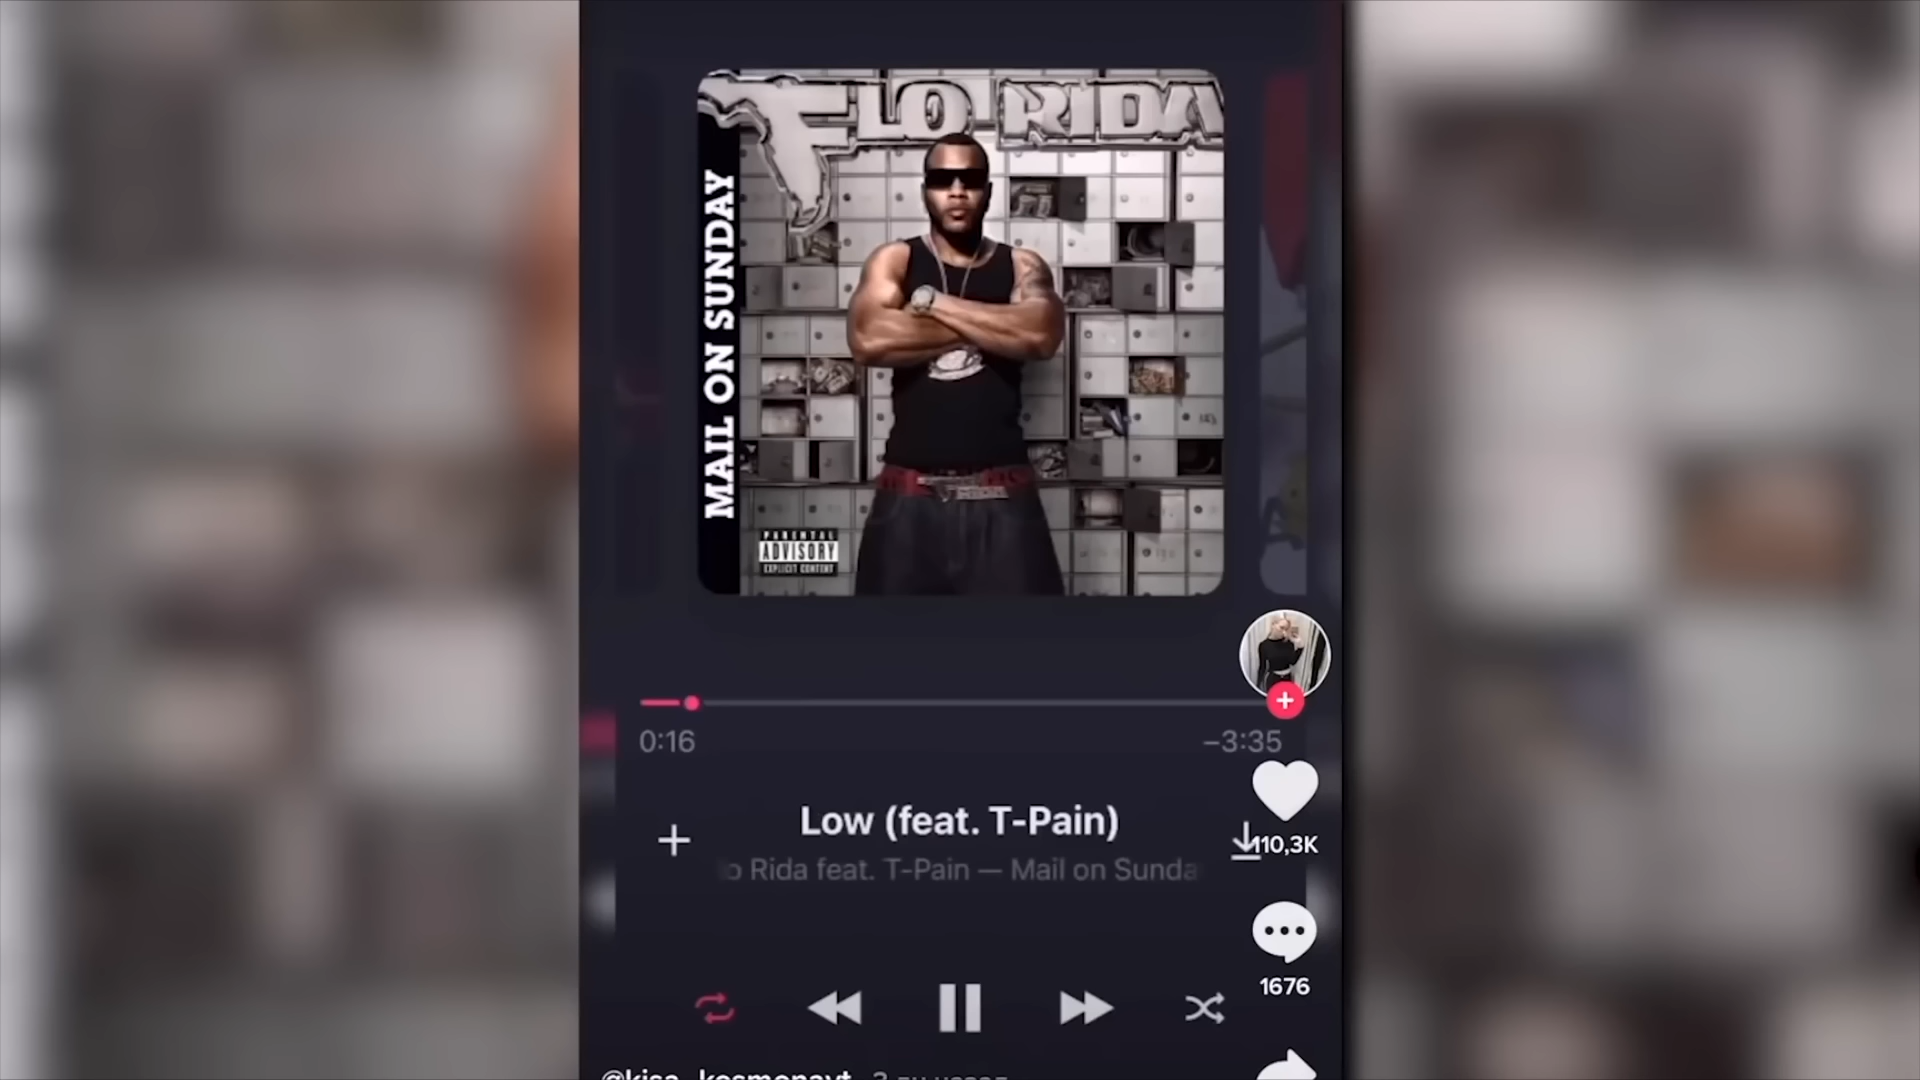 FLO RIDA
MAIL ON SUNDAY
PARENTAL
ADVISORY
EXPLICIT CONTENT
0:16
-3:35
Low (feat. T-Pain)
o Rida feat. T-Pain — Mail on Sunda
110,3K
1676